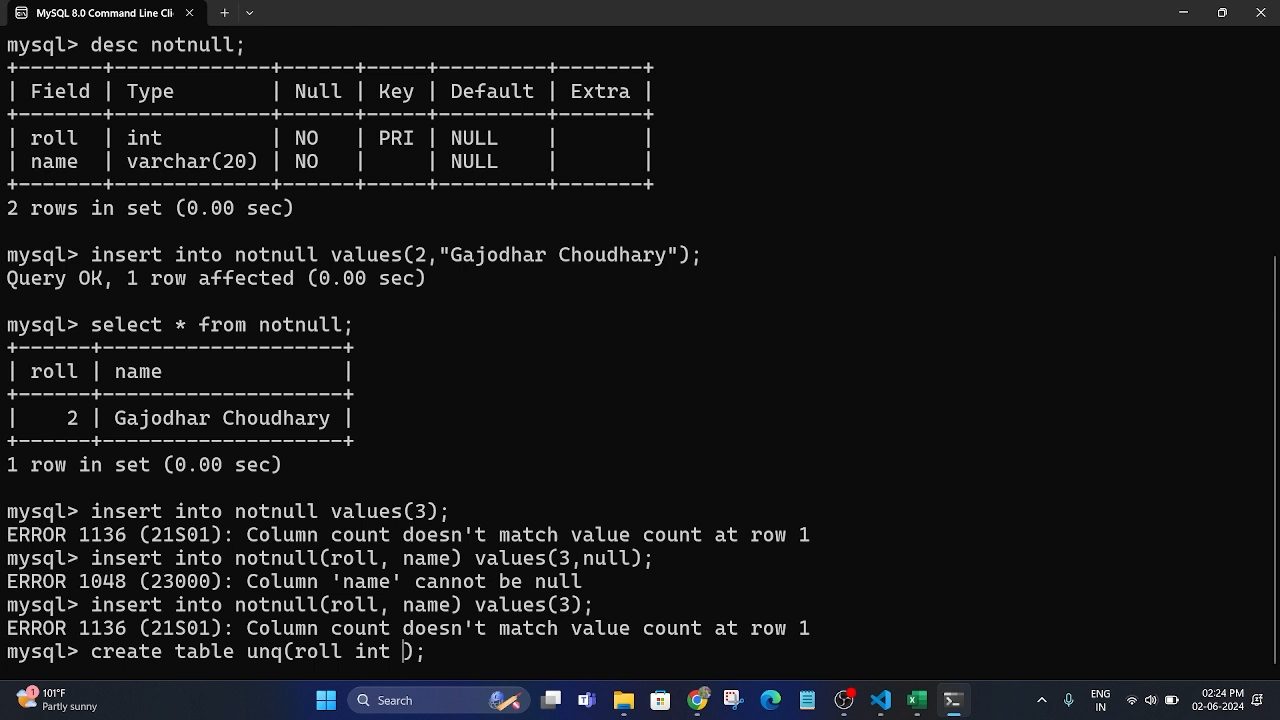 MySQL 8.0 Command Line Cli
mysql> desc notnull;
+-------+-------------+------+-----+---------+-------+
| Field | Type        | Null | Key | Default | Extra |
+-------+-------------+------+-----+---------+-------+
| roll  | int         | NO   | PRI | NULL    |       |
| name  | varchar(20) | NO   |     | NULL    |       |
+-------+-------------+------+-----+---------+-------+
2 rows in set (0.00 sec)
mysql> insert into notnull values(2,"Gajodhar Choudhary");
Query OK, 1 row affected (0.00 sec)
mysql> select * from notnull;
+------+--------------------+
| roll | name               |
+------+--------------------+
|    2 | Gajodhar Choudhary |
+------+--------------------+
1 row in set (0.00 sec)
mysql> insert into notnull values(3);
ERROR 1136 (21S01): Column count doesn't match value count at row 1
mysql> insert into notnull(roll, name) values(3,null);
ERROR 1048 (23000): Column 'name' cannot be null
mysql> insert into notnull(roll, name) values(3);
ERROR 1136 (21S01): Column count doesn't match value count at row 1
mysql> create table unq(roll int );
1
101°F
Partly sunny
Search
ENG
IN
02:24 PM
02-06-2024